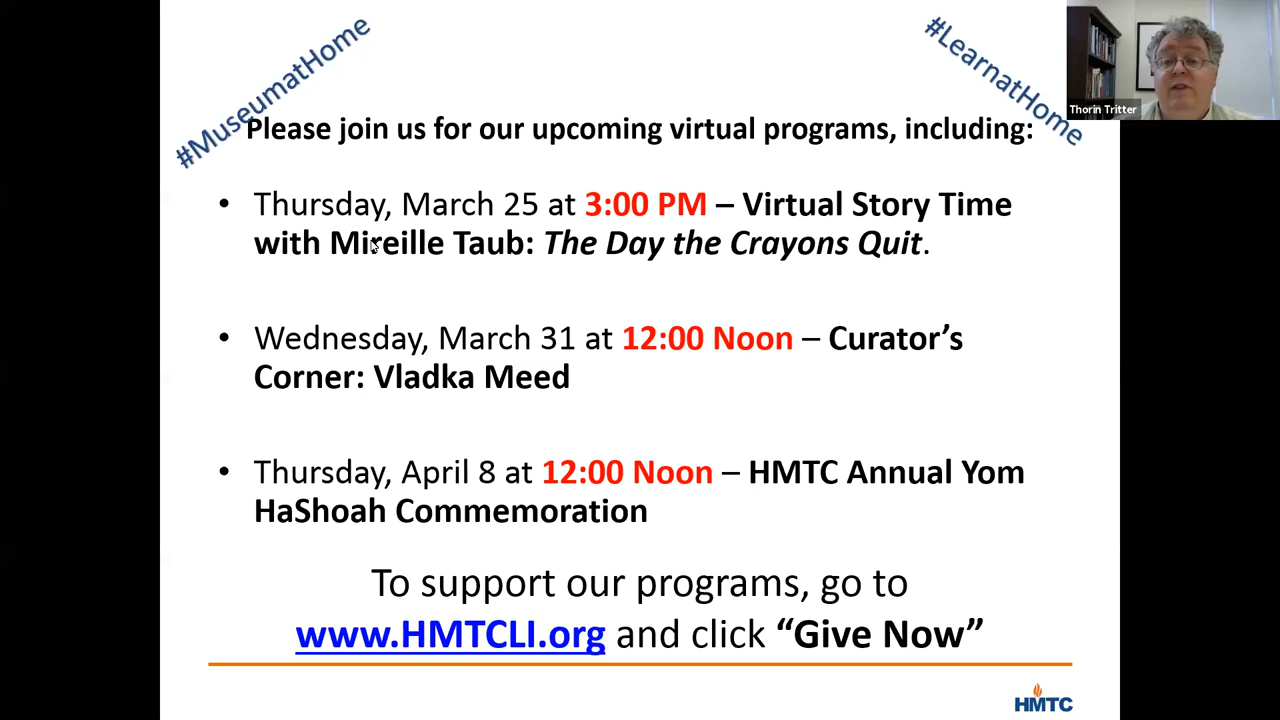 #MuseumatHome
#LearnatHome
Thorin Tritter
Please join us for our upcoming virtual programs, including:
• Thursday, March 25 at 3:00 PM – Virtual Story Time
with Mireille Taub: The Day the Crayons Quit.
• Wednesday, March 31 at 12:00 Noon – Curator’s
Corner: Vladka Meed
• Thursday, April 8 at 12:00 Noon – HMTC Annual Yom
HaShoah Commemoration
To support our programs, go to
www.HMTCLI.org and click “Give Now”
HMTC